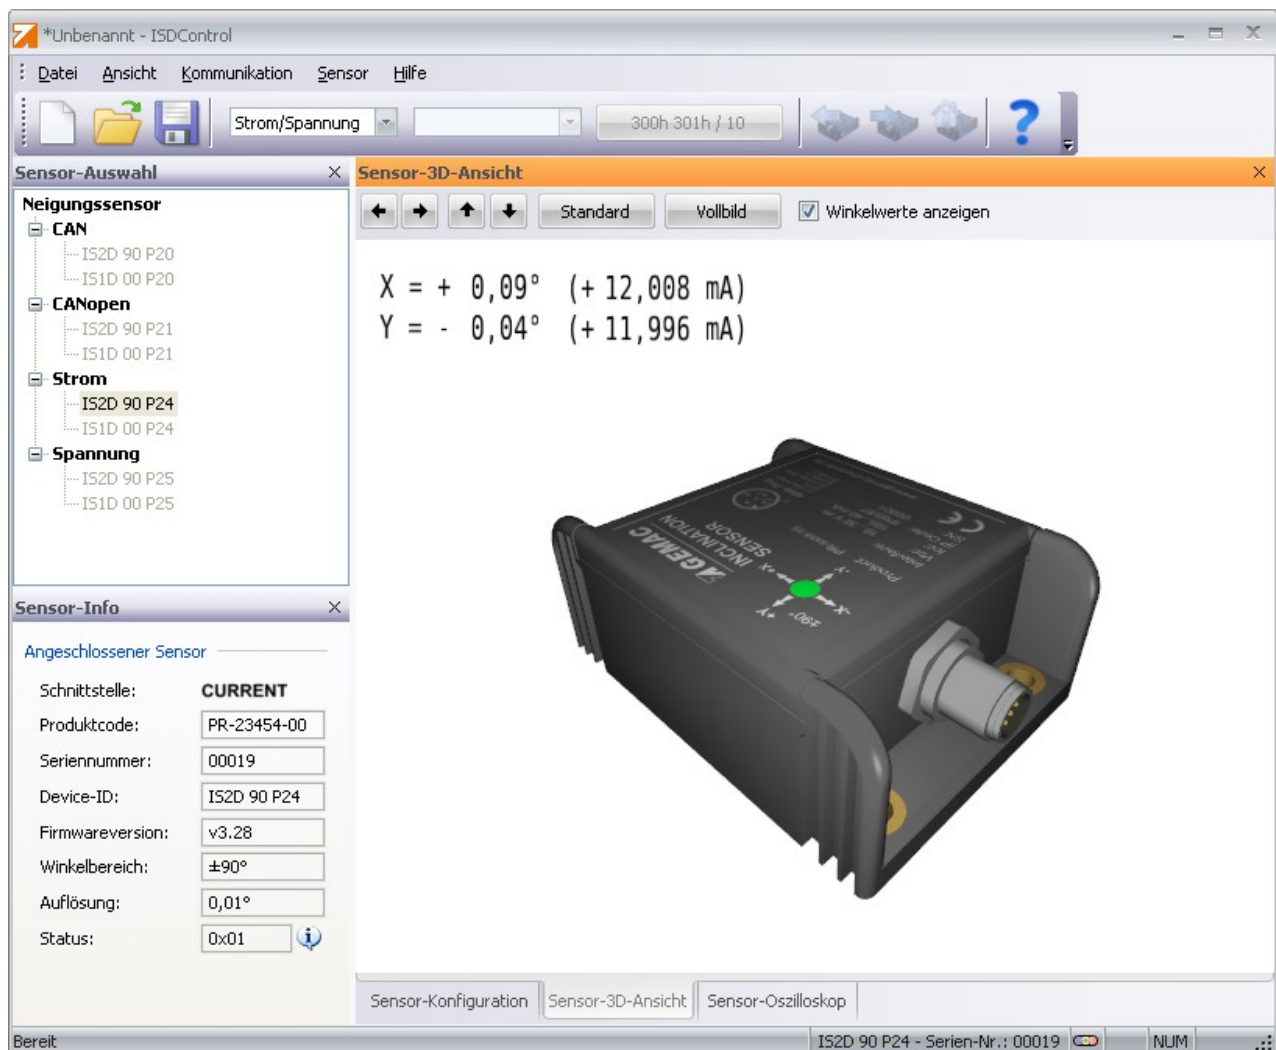 *Unbenannt - ISDControl
Datei Ansicht Kommunikation Sensor Hilfe
Strom/Spannung 300h 301h / 10
Sensor-Auswahl
Neigungssensor
CAN
IS2D 90 P20
IS1D 00 P20
CANopen
IS2D 90 P21
IS1D 00 P21
Strom
IS2D 90 P24
IS1D 00 P24
Spannung
IS2D 90 P25
IS1D 00 P25
Sensor-Info
Angeschlossener Sensor
Schnittstelle: CURRENT
Produktcode: PR-23454-00
Seriennummer: 00019
Device-ID: IS2D 90 P24
Firmwareversion: v3.28
Winkelbereich: ±90°
Auflösung: 0,01°
Status: 0x01
Sensor-3D-Ansicht
Standard Vollbild Winkelwerte anzeigen
X = + 0,09° (+ 12,008 mA)
Y = - 0,04° (+ 11,996 mA)
GEMAC
INCLINATION
SENSOR
Product
Interface
CE
+X
-Y
+Y
-X
±90°
Sensor-Konfiguration Sensor-3D-Ansicht Sensor-Oszilloskop
Bereit IS2D 90 P24 - Serien-Nr.: 00019 NUM